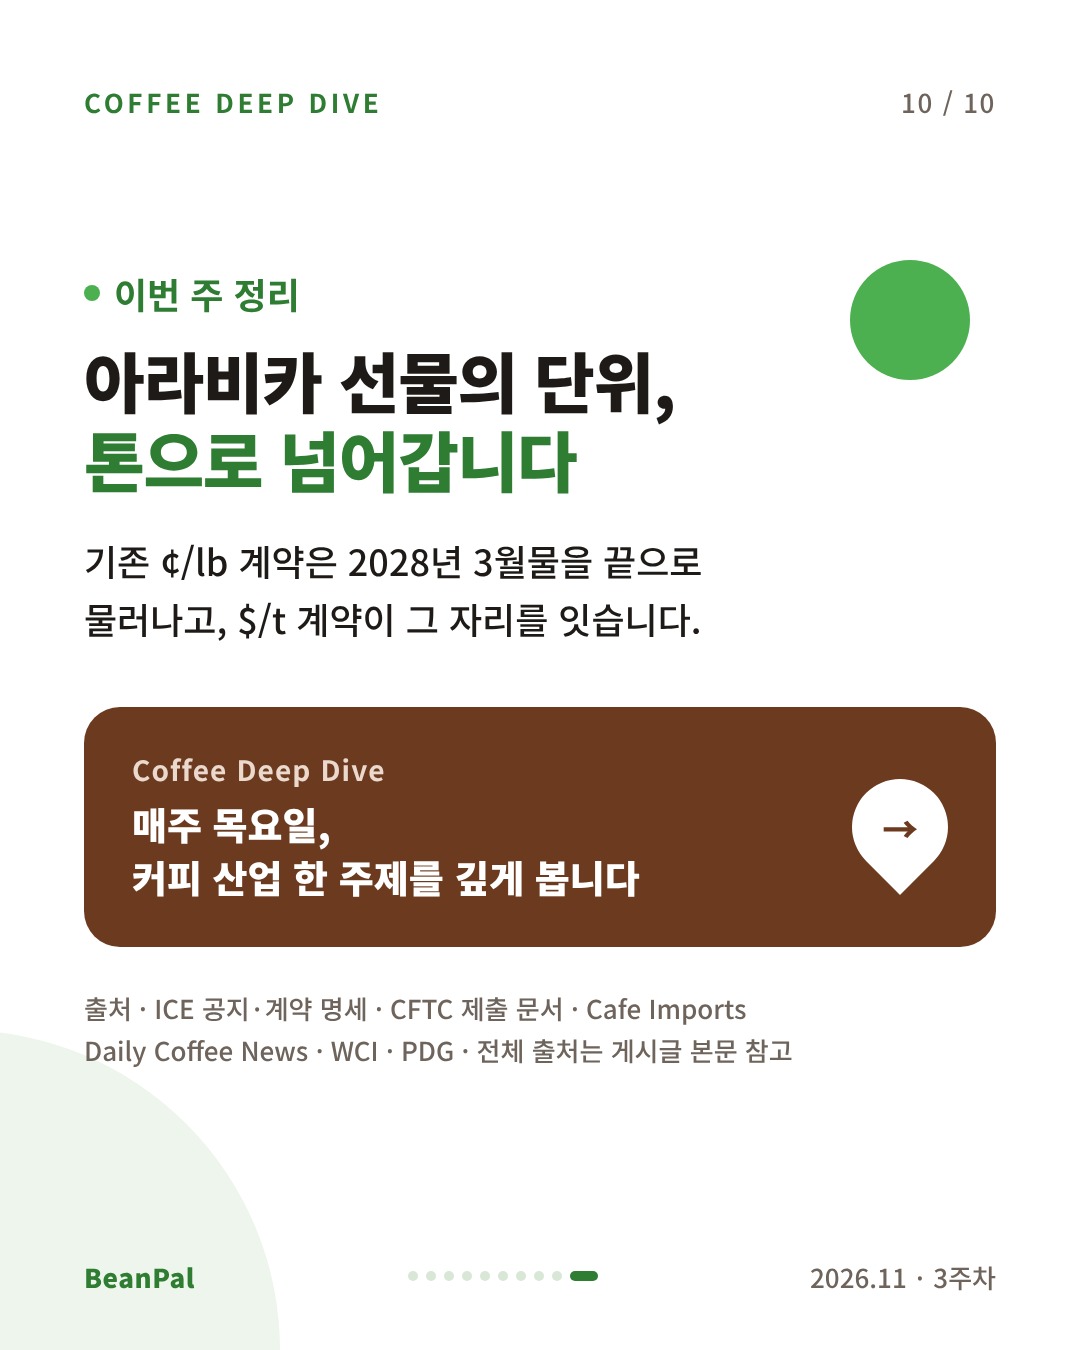 COFFEE DEEP DIVE
10 / 10
이번 주 정리
아라비카 선물의 단위,
톤으로 넘어갑니다
기존 ¢/lb 계약은 2028년 3월물을 끝으로
물러나고, $/t 계약이 그 자리를 잇습니다.
Coffee Deep Dive
매주 목요일,
커피 산업 한 주제를 깊게 봅니다
→
출처 · ICE 공지·계약 명세 · CFTC 제출 문서 · Cafe Imports
Daily Coffee News · WCI · PDG · 전체 출처는 게시글 본문 참고
BeanPal
2026.11 · 3주차